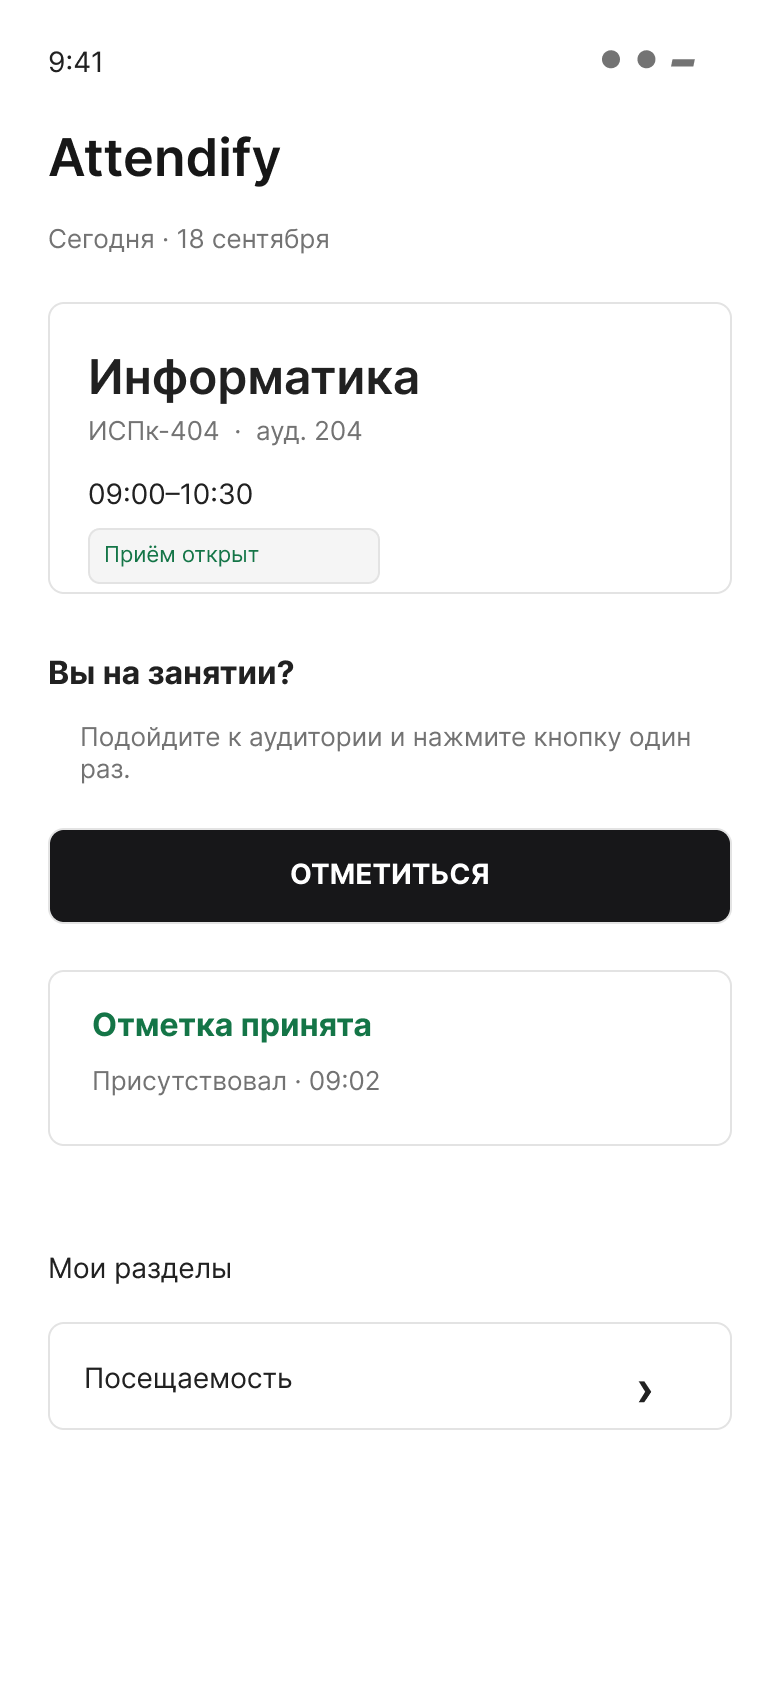 9:41
Attendify
Сегодня · 18 сентября
Информатика
ИСПк-404 · ауд. 204
09:00–10:30
Приём открыт
Вы на занятии?
Подойдите к аудитории и нажмите кнопку один
раз.
ОТМЕТИТЬСЯ
Отметка принята
Присутствовал · 09:02
Мои разделы
Посещаемость ›